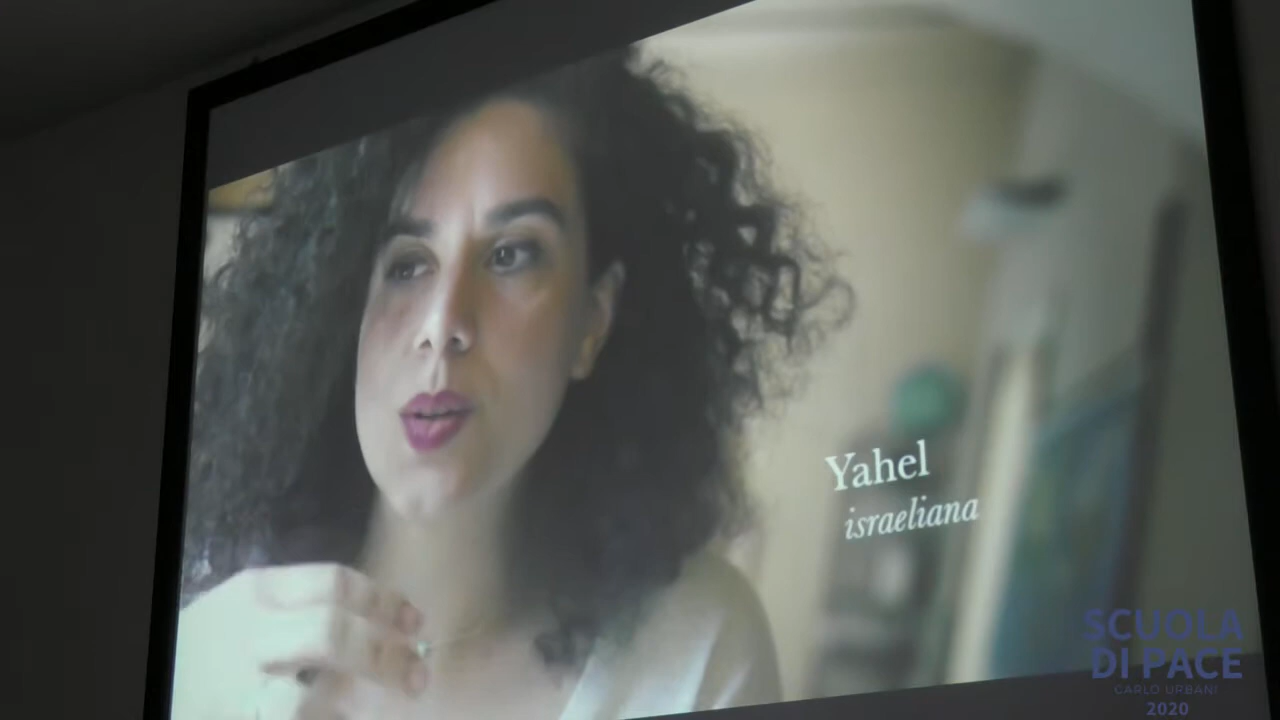 Yahel
israeliana
SCUOLA
DI PACE
CARLO URBANI
2020